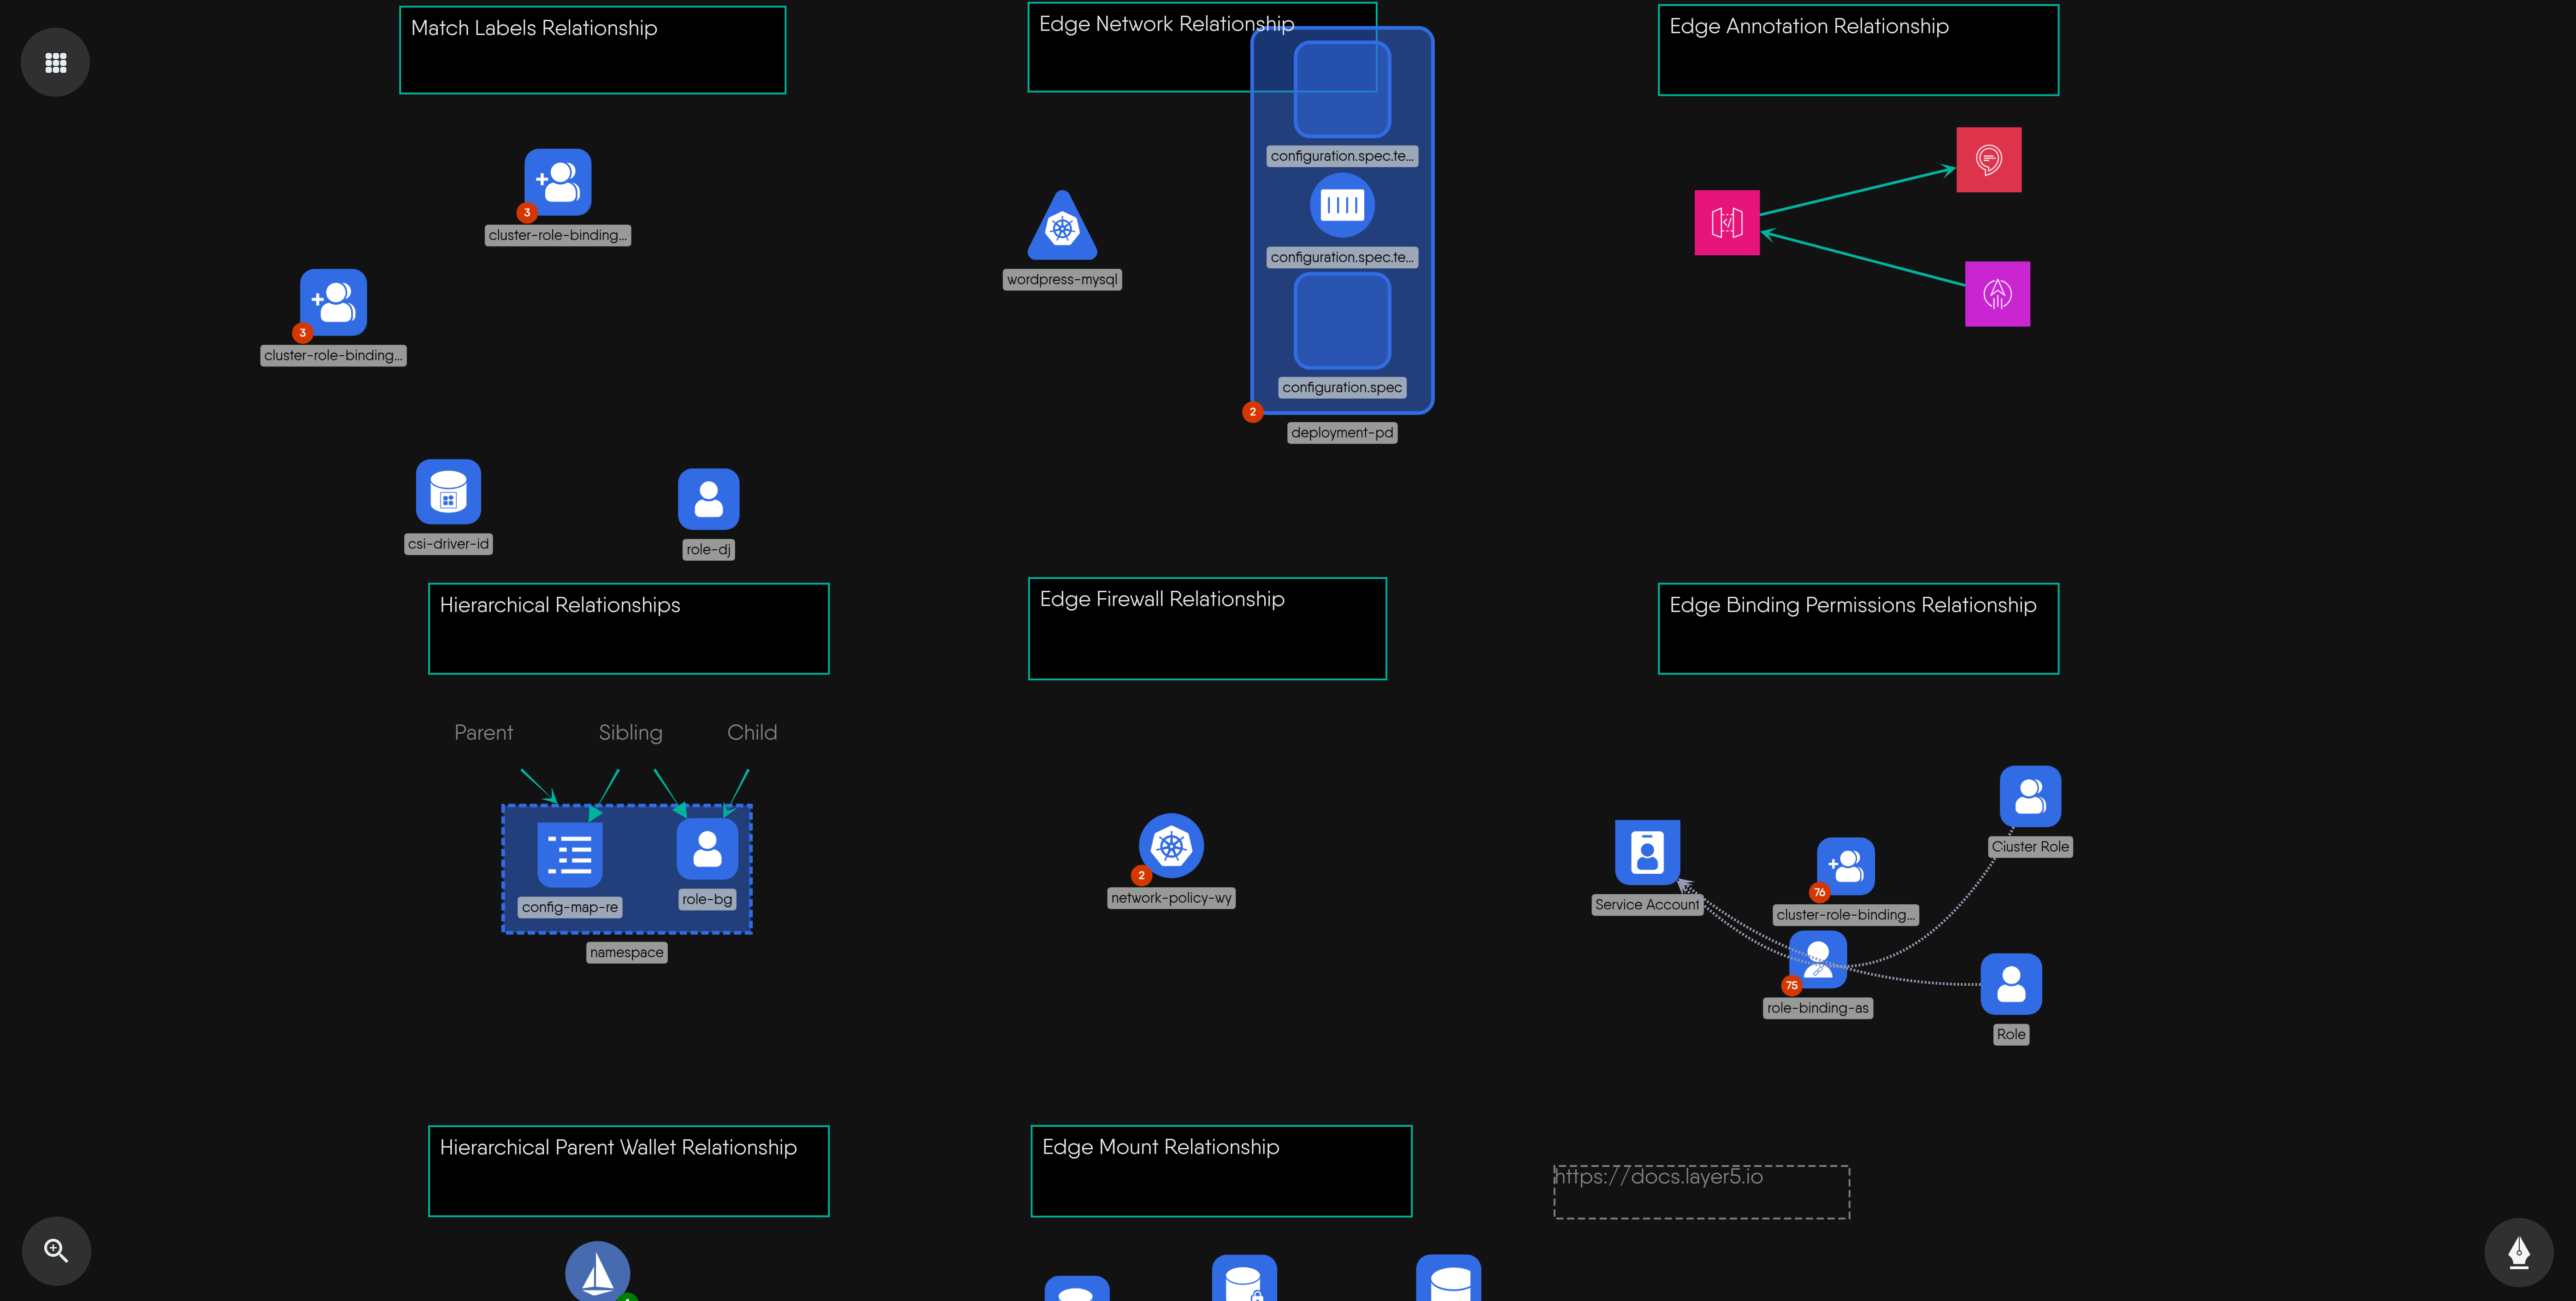 Match Labels Relationship
Edge Network Relationship
Edge Annotation Relationship
configuration.spec.te...
3
cluster-role-binding...
configuration.spec.te...
wordpress-mysql
3
cluster-role-binding...
configuration.spec
2
deployment-pd
csi-driver-id
role-dj
Hierarchical Relationships
Edge Firewall Relationship
Edge Binding Permissions Relationship
Parent
Sibling
Child
config-map-re
role-bg
namespace
2
network-policy-wy
Cluster Role
Service Account
76
cluster-role-binding...
75
role-binding-as
Role
Hierarchical Parent Wallet Relationship
Edge Mount Relationship
https://docs.layer5.io